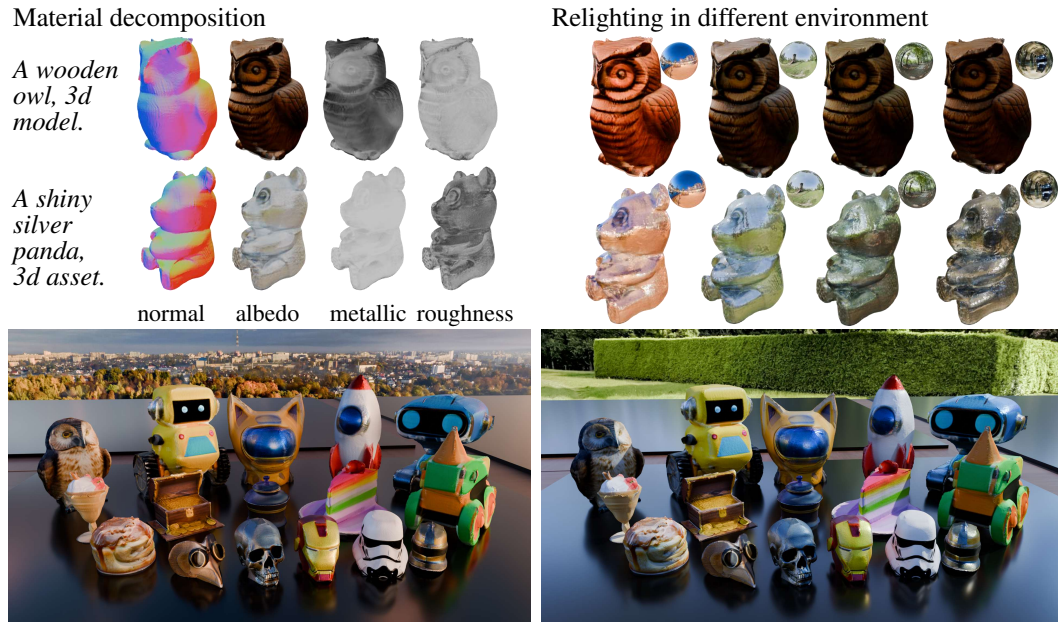 Material decomposition
Relighting in different environment
A wooden
owl, 3d
model.
A shiny
silver
panda,
3d asset.
normal albedo metallic roughness